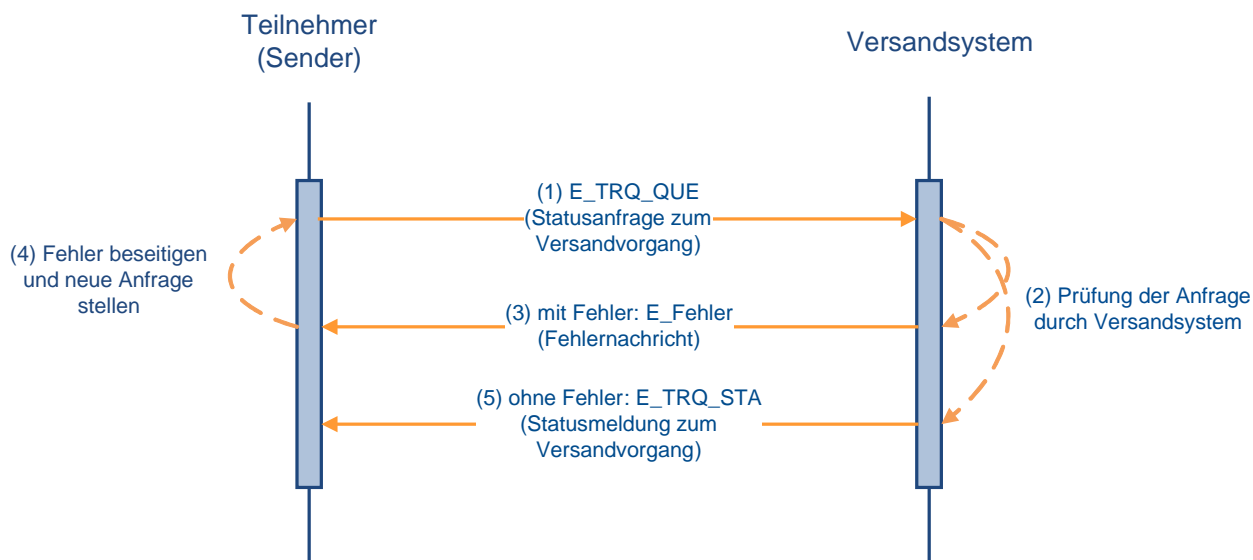 Teilnehmer
(Sender)
Versandsystem
(1) E_TRQ_QUE
(Statusanfrage zum
Versandvorgang)
(4) Fehler beseitigen
und neue Anfrage
stellen
(2) Prüfung der Anfrage
durch Versandsystem
(3) mit Fehler: E_Fehler
(Fehlernachricht)
(5) ohne Fehler: E_TRQ_STA
(Statusmeldung zum
Versandvorgang)